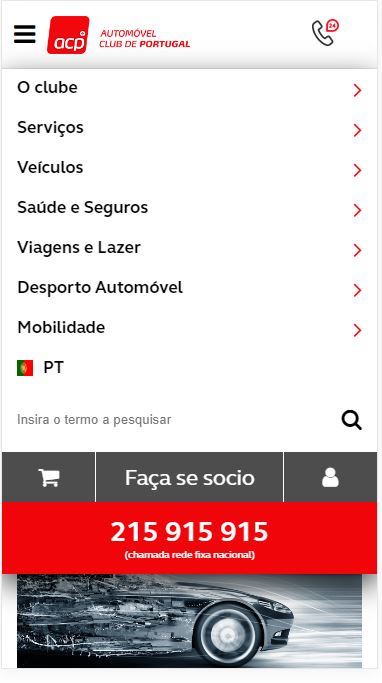 acp
AUTOMÓVEL
CLUB DE PORTUGAL
24
O clube
Serviços
Veículos
Saúde e Seguros
Viagens e Lazer
Desporto Automóvel
Mobilidade
PT
Insira o termo a pesquisar
Faça se socio
215 915 915
(chamada rede fixa nacional)